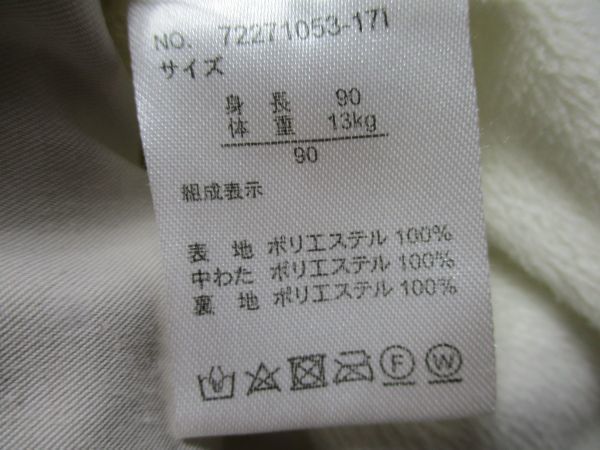 NO. 72271053-171
サイズ
身 長 90
体 重 13kg
90
組成表示
表 地 ポリエステル 100%
中わた ポリエステル 100%
裏 地 ポリエステル 100%
F W